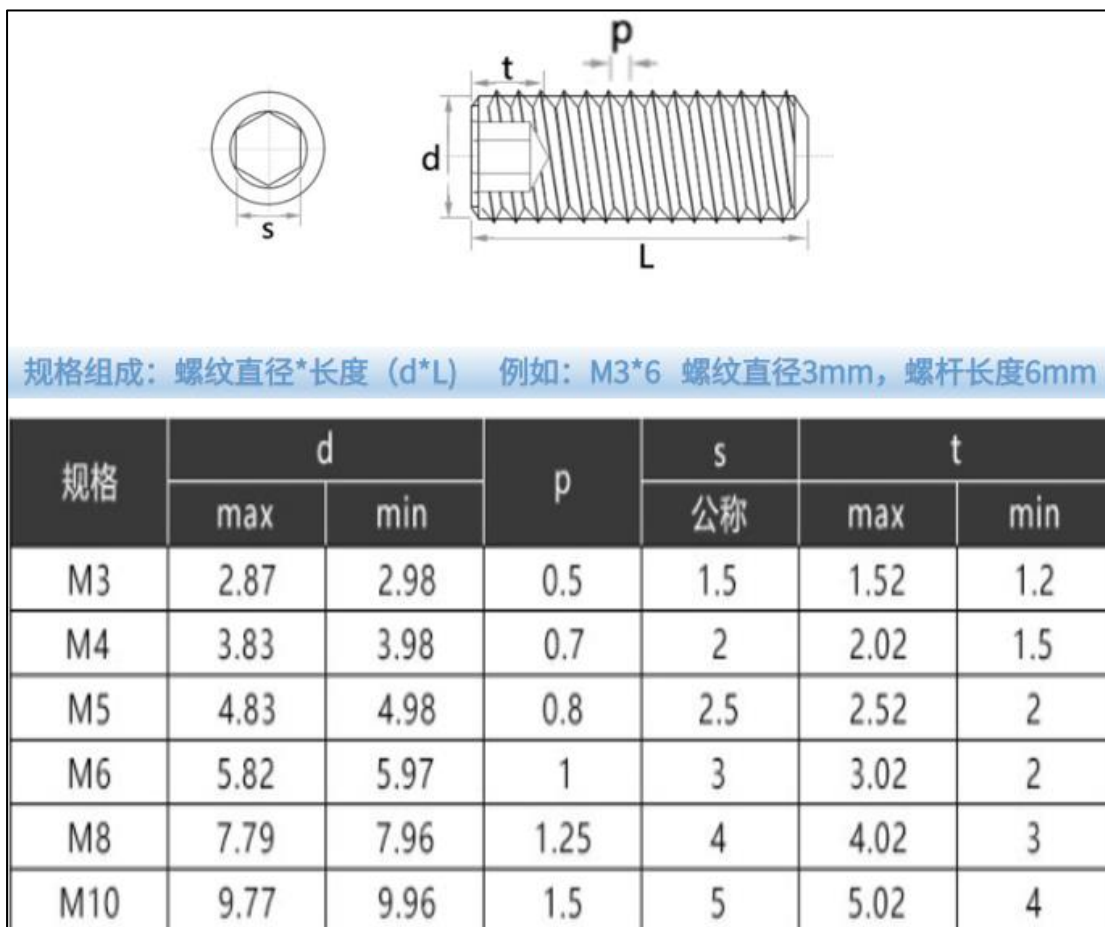 p
t
d
s
L
规格组成：螺纹直径*长度（d*L） 例如：M3*6 螺纹直径3mm，螺杆长度6mm
规格 d p s t
max min 公称 max min
M3 2.87 2.98 0.5 1.5 1.52 1.2
M4 3.83 3.98 0.7 2 2.02 1.5
M5 4.83 4.98 0.8 2.5 2.52 2
M6 5.82 5.97 1 3 3.02 2
M8 7.79 7.96 1.25 4 4.02 3
M10 9.77 9.96 1.5 5 5.02 4